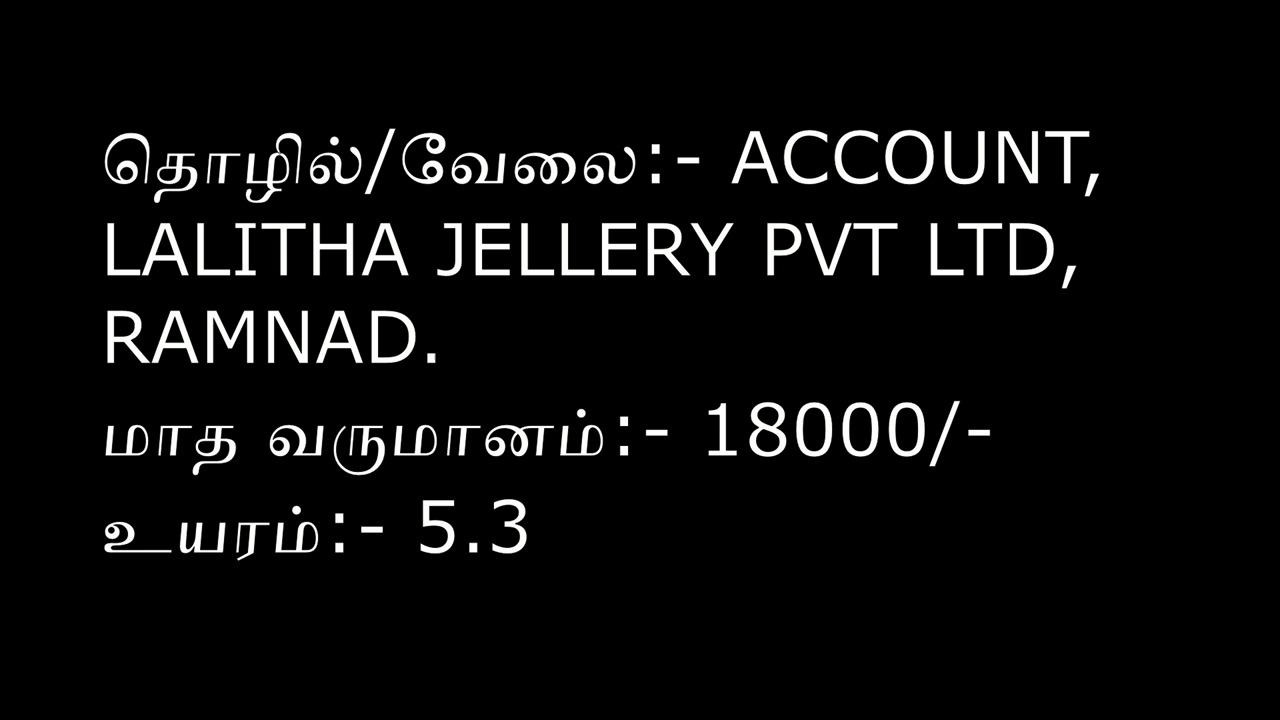 தொழில்/வேலை:- ACCOUNT,
LALITHA JELLERY PVT LTD,
RAMNAD.
மாத வருமானம்:- 18000/-
உயரம்:- 5.3